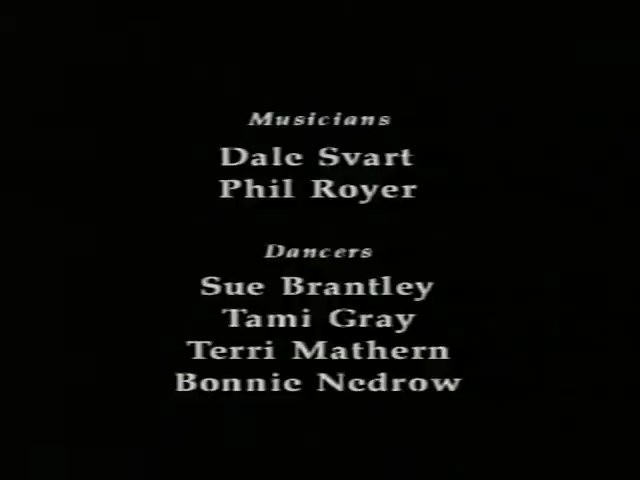 Musicians
Dale Svart
Phil Royer
Dancers
Sue Brantley
Tami Gray
Terri Mathern
Bonnie Nedrow